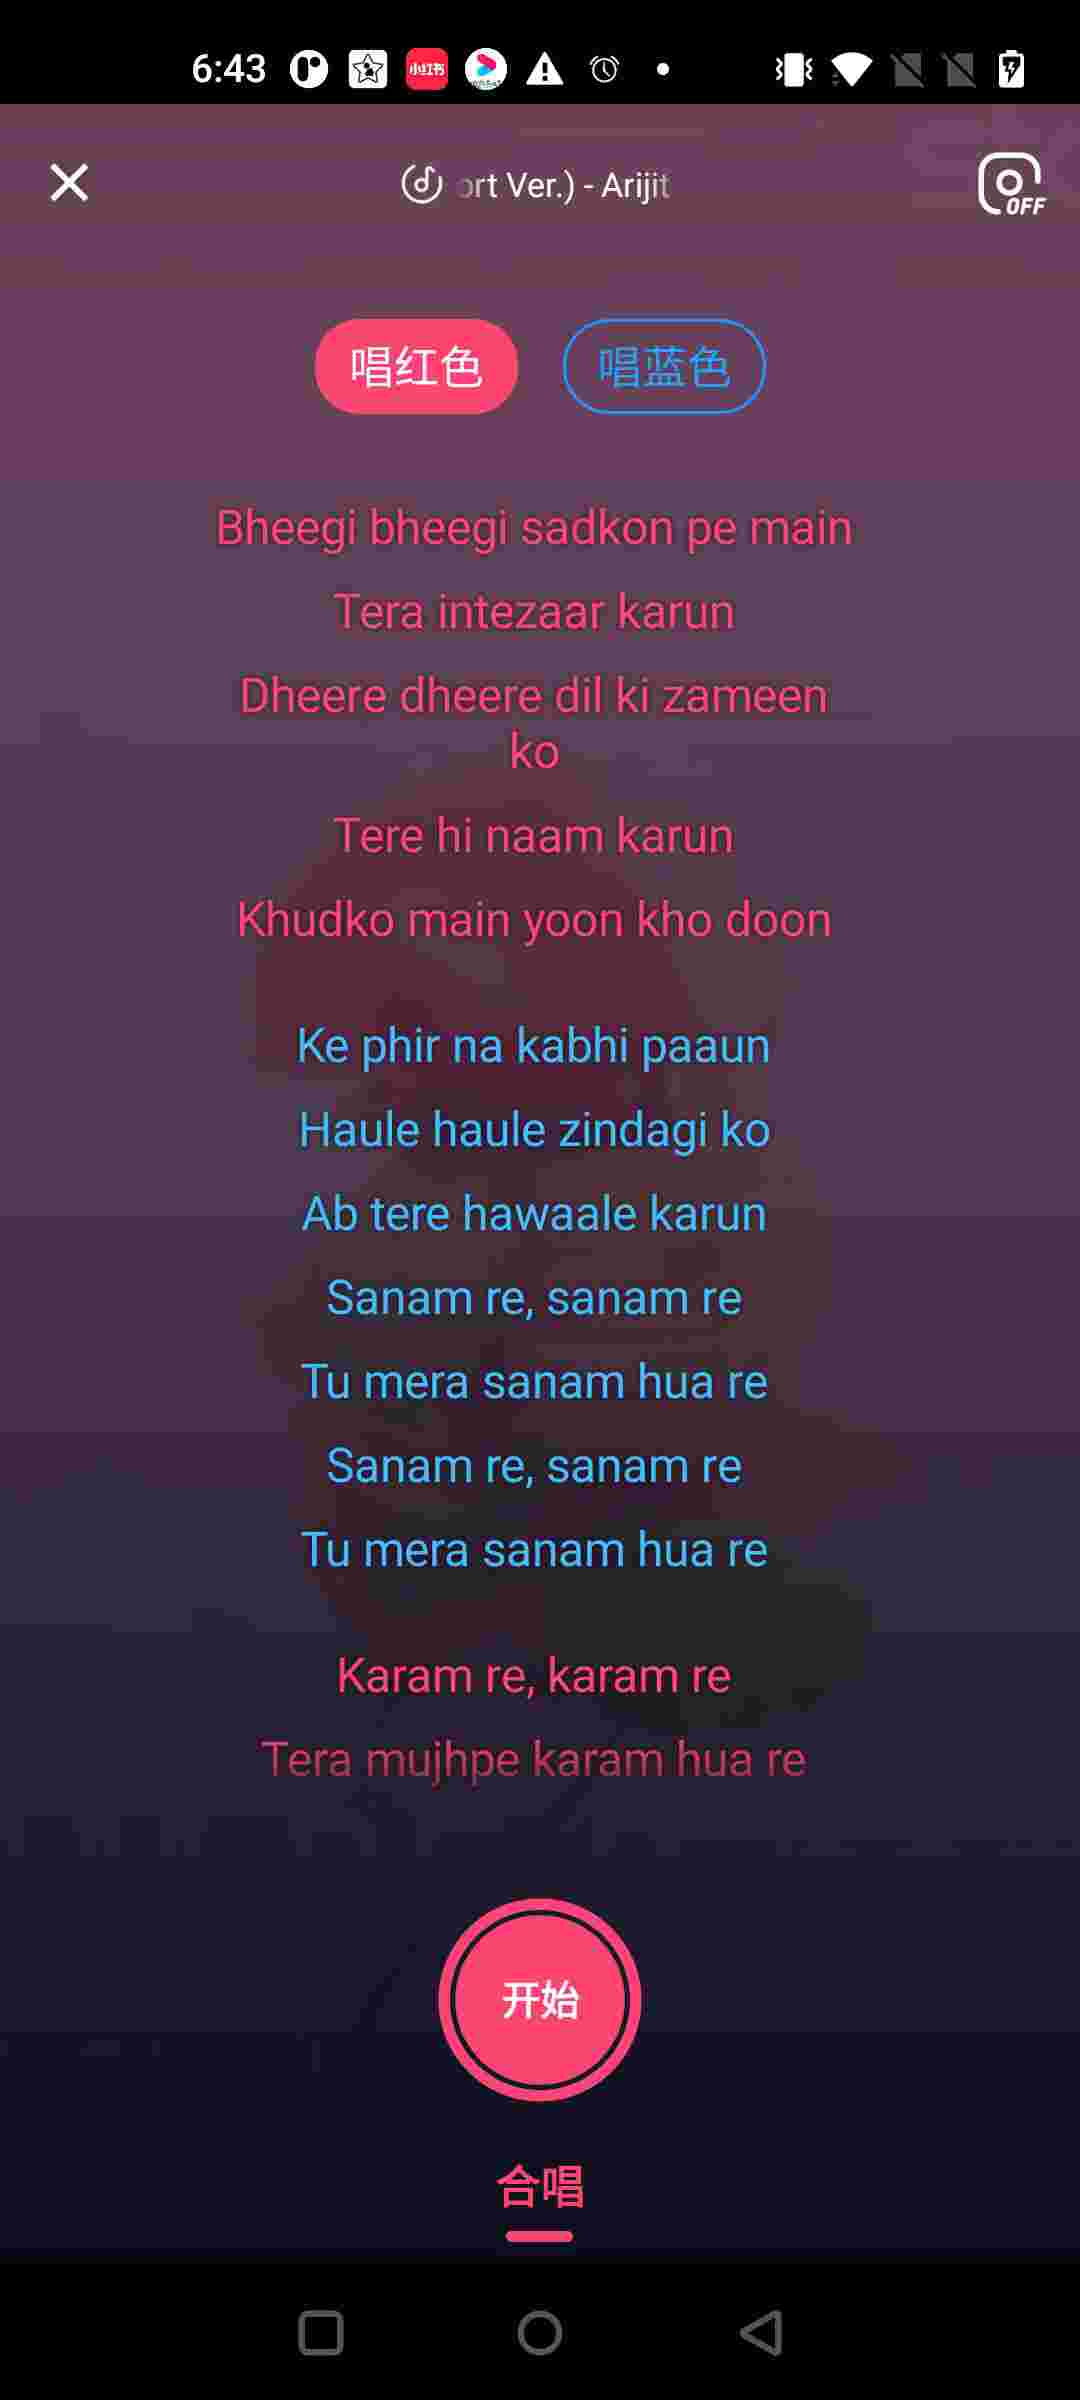 6:43
小红书
ort Ver.) - Arijit
OFF
唱红色
唱蓝色
Bheegi bheegi sadkon pe main
Tera intezaar karun
Dheere dheere dil ki zameen
ko
Tere hi naam karun
Khudko main yoon kho doon
Ke phir na kabhi paaun
Haule haule zindagi ko
Ab tere hawaale karun
Sanam re, sanam re
Tu mera sanam hua re
Sanam re, sanam re
Tu mera sanam hua re
Karam re, karam re
Tera mujhpe karam hua re
开始
合唱